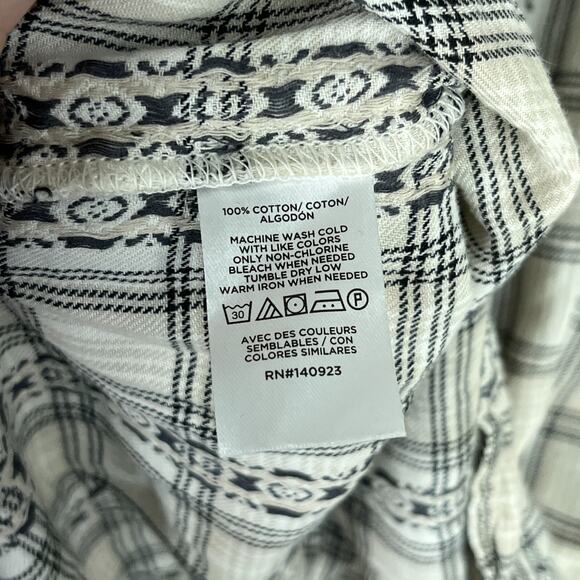 100% COTTON/ COTON/
ALGODÓN
MACHINE WASH COLD
WITH LIKE COLORS
ONLY NON-CHLORINE
BLEACH WHEN NEEDED
TUMBLE DRY LOW
WARM IRON WHEN NEEDED
30 P
AVEC DES COULEURS
SEMBLABLES / CON
COLORES SIMILARES
RN#140923